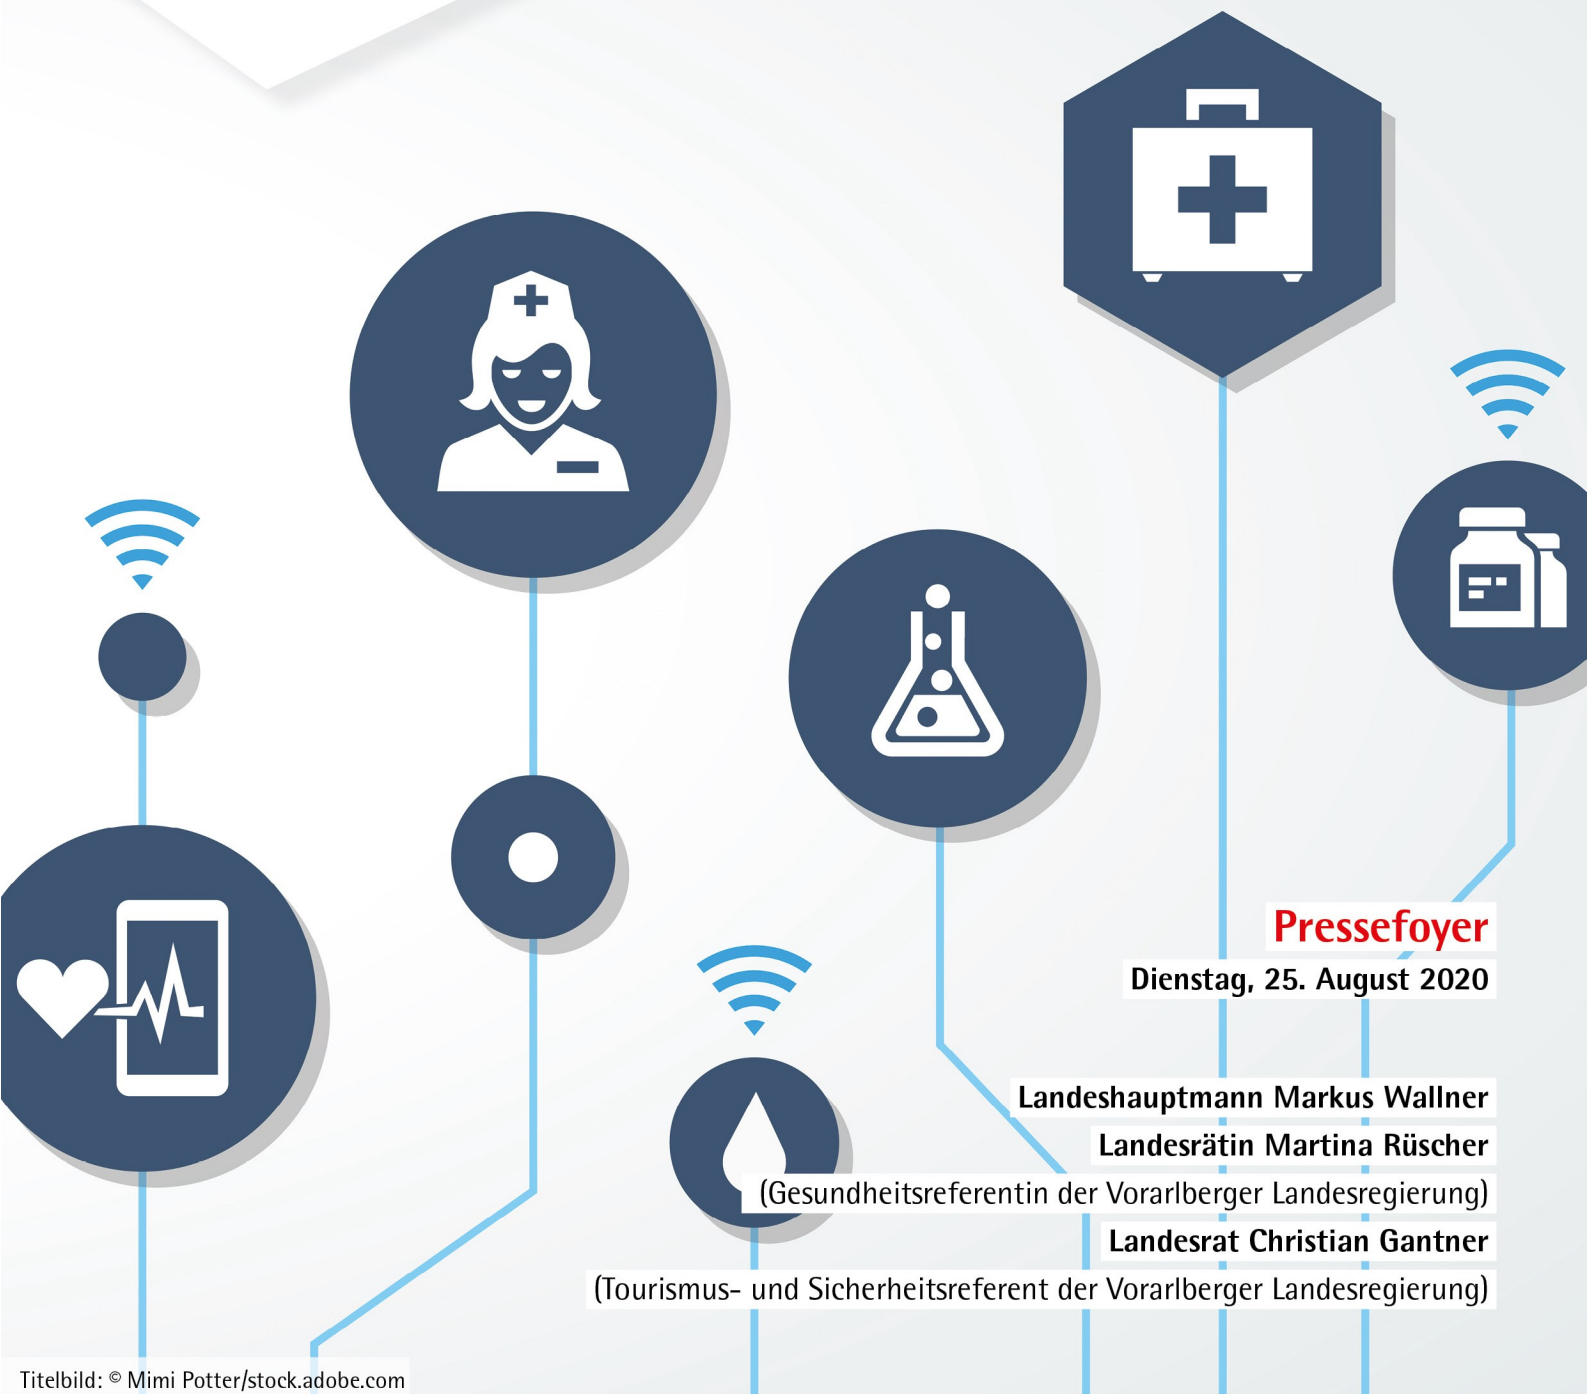 Pressefoyer
Dienstag, 25. August 2020
Landeshauptmann Markus Wallner
Landesrätin Martina Rüscher
(Gesundheitsreferentin der Vorarlberger Landesregierung)
Landesrat Christian Gantner
(Tourismus- und Sicherheitsreferent der Vorarlberger Landesregierung)
Titelbild: © Mimi Potter/stock.adobe.com